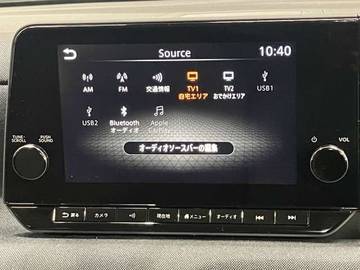 Source
10:40
AM FM 交通情報 TV1 TV2 USB1
自宅エリア おでかけエリア
USB2 Bluetooth Apple
オーディオ CarPlay
オーディオソースバーの編集
TUNE・ PUSH
SCROLL SOUND
VOL
戻る カメラ 現在地 メニュー オーディオ